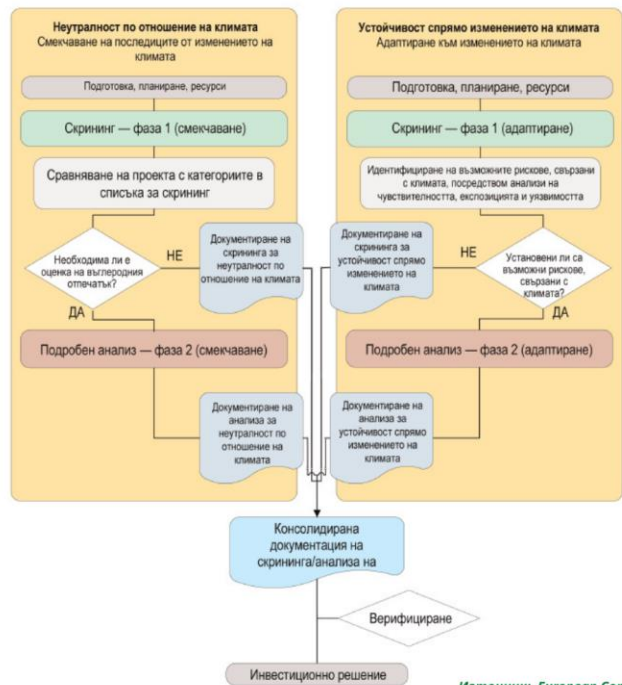 Неутралност по отношение на климата
Смекчаване на последиците от изменението на
климата
Подготовка, планиране, ресурси
Скрининг — фаза 1 (смекчаване)
Сравняване на проекта с категориите в
списъка за скрининг
Необходима ли е
оценка на въглеродния
отпечатък?
НЕ
Документиране на
скрининга за
неутралност по
отношение на климата
ДА
Подробен анализ — фаза 2 (смекчаване)
Документиране на
анализа за
неутралност по
отношение на
климата
Устойчивост спрямо изменението на климата
Адаптиране към изменението на климата
Подготовка, планиране, ресурси
Скрининг — фаза 1 (адаптиране)
Идентифициране на възможните рискове, свързани
с климата, посредством анализи на
чувствителността, експозицията и уязвимостта
Документиране на
скрининга за
устойчивост спрямо
изменението на
климата
НЕ
Установени ли са
възможни рискове,
свързани с
климата?
ДА
Подробен анализ — фаза 2 (адаптиране)
Документиране на
анализа за
устойчивост спрямо
изменението на
климата
Консолидирана
документация на
скрининга/анализа на
Верифициране
Инвестиционно решение